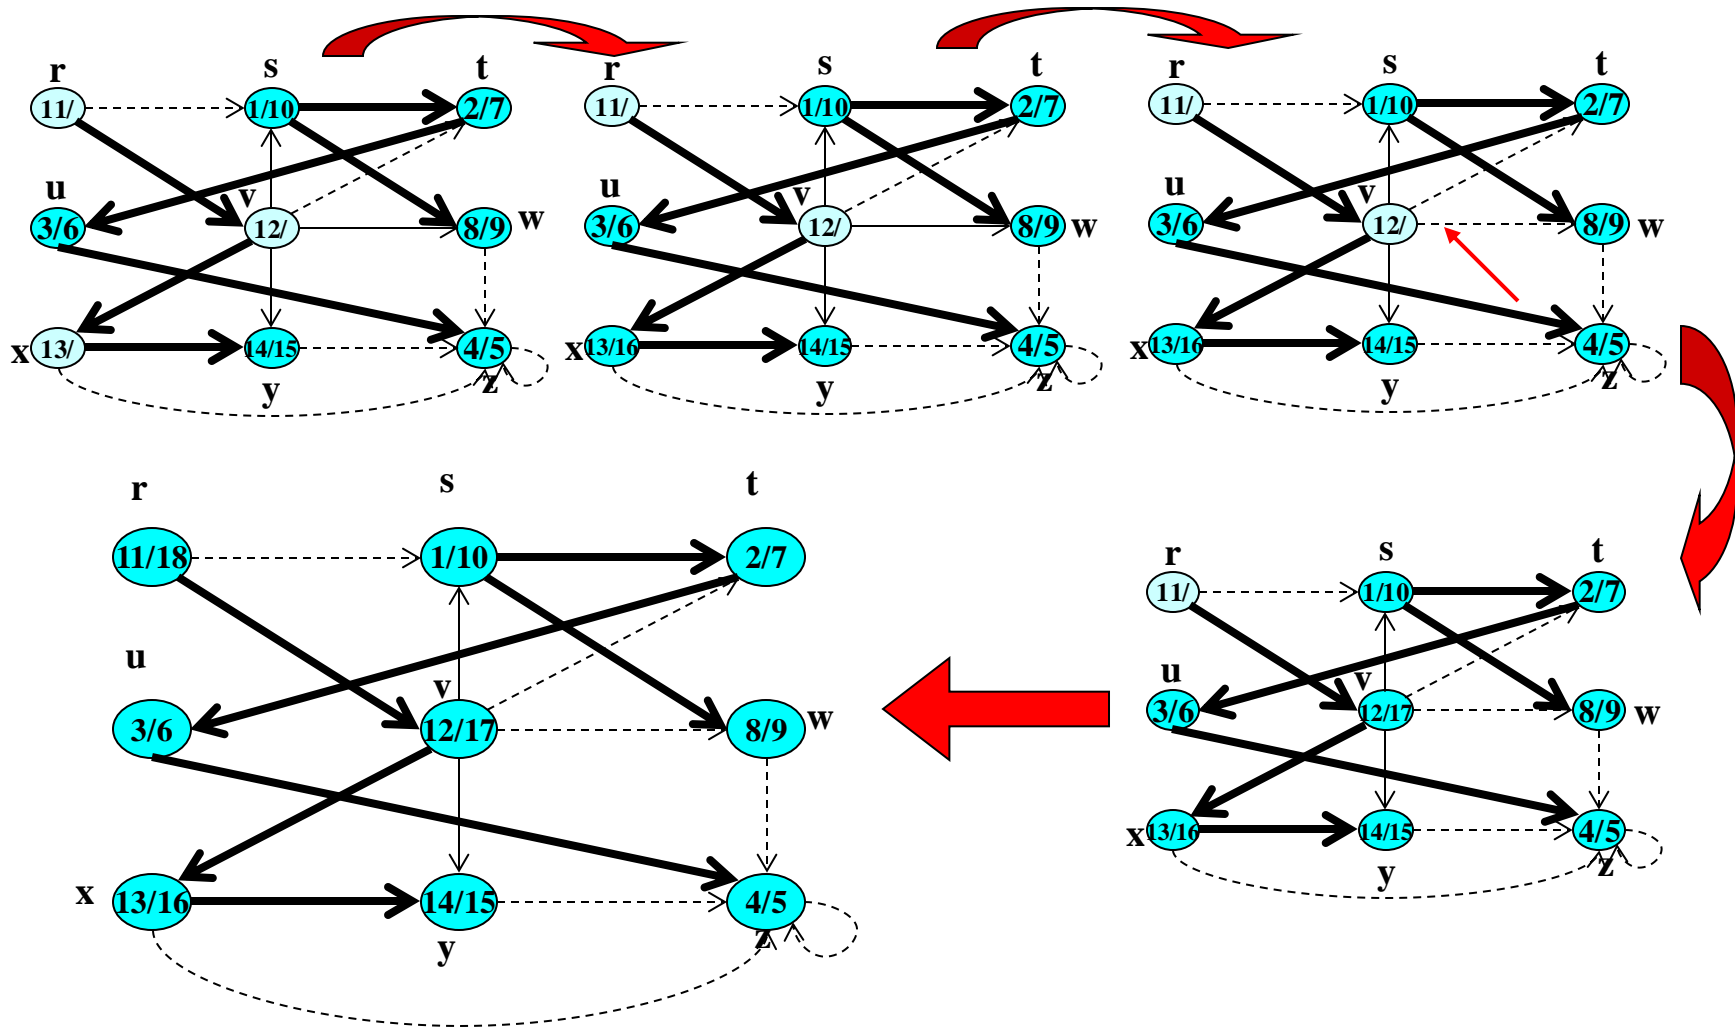 r s t
11/ 1/10 2/7
u v w
3/6 12/ 8/9
x 13/ 14/15 4/5
y z
r s t
11/ 1/10 2/7
u v w
3/6 12/ 8/9
x 13/16 14/15 4/5
y z
r s t
11/ 1/10 2/7
u v w
3/6 12/ 8/9
x 13/16 14/15 4/5
y z
r s t
11/ 1/10 2/7
u v w
3/6 12/17 8/9
x 13/16 14/15 4/5
y z
r s t
11/18 1/10 2/7
u v w
3/6 12/17 8/9
x 13/16 14/15 4/5
y z